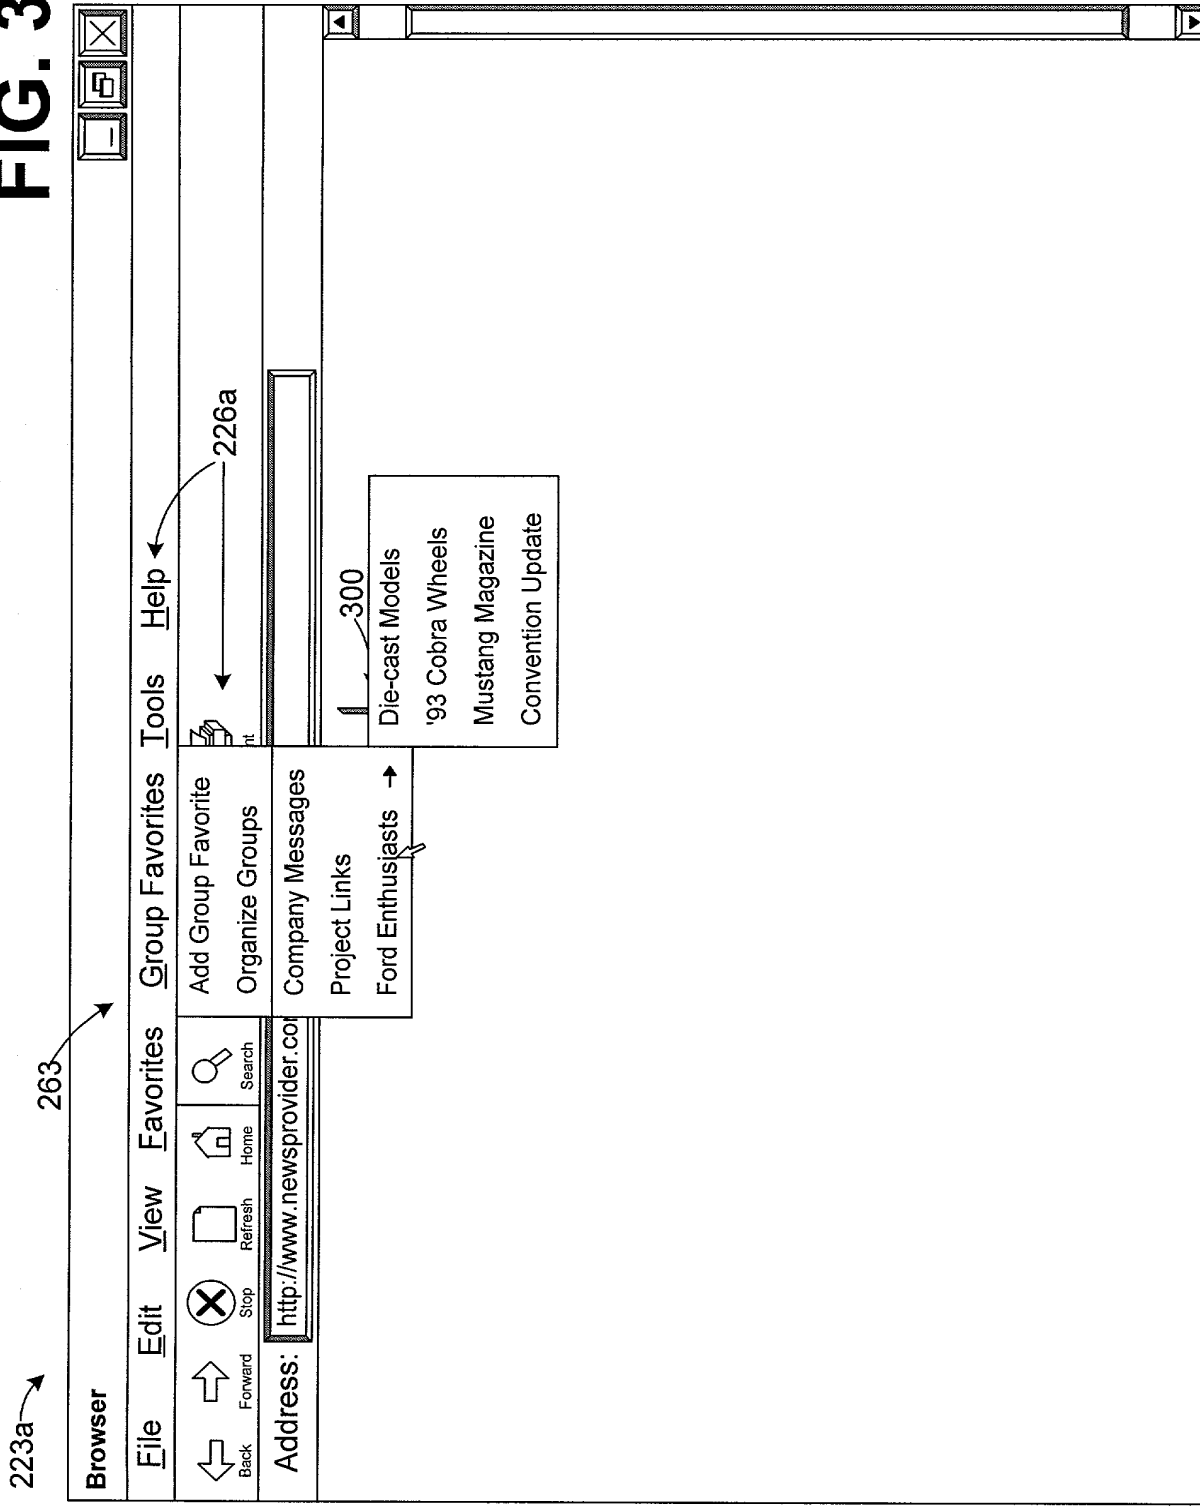 FIG. 3
223a
263
Browser
File Edit View Favorites Group Favorites Tools Help
226a
Back Forward Stop Refresh Home Search nt
Address: http://www.newsprovider.co
Add Group Favorite
Organize Groups
Company Messages
Project Links
Ford Enthusiasts
300
Die-cast Models
'93 Cobra Wheels
Mustang Magazine
Convention Update